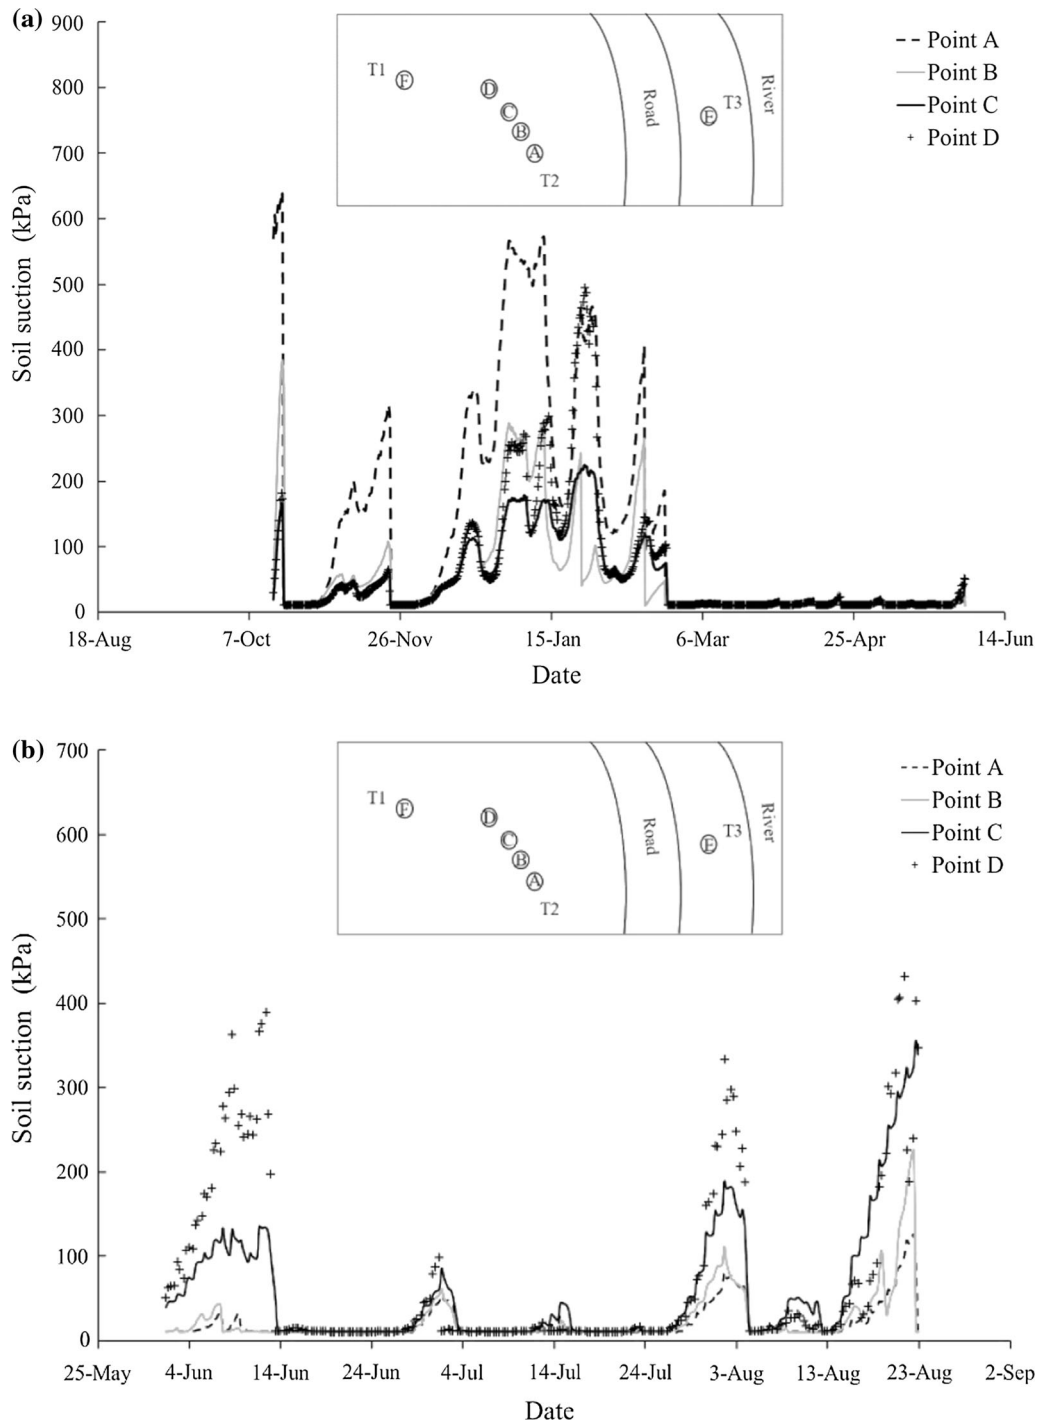 (a)
900
800
700
600
500
400
300
200
100
0
Soil suction (kPa)
18-Aug 7-Oct 26-Nov 15-Jan 6-Mar 25-Apr 14-Jun
Date
T1 F
D
C
B
A
T2
Road
E T3
River
Point A
Point B
Point C
Point D
(b)
700
600
500
400
300
200
100
0
Soil suction (kPa)
25-May 4-Jun 14-Jun 24-Jun 4-Jul 14-Jul 24-Jul 3-Aug 13-Aug 23-Aug 2-Sep
Date
T1 F
D
C
B
A
T2
Road
E T3
River
Point A
Point B
Point C
Point D